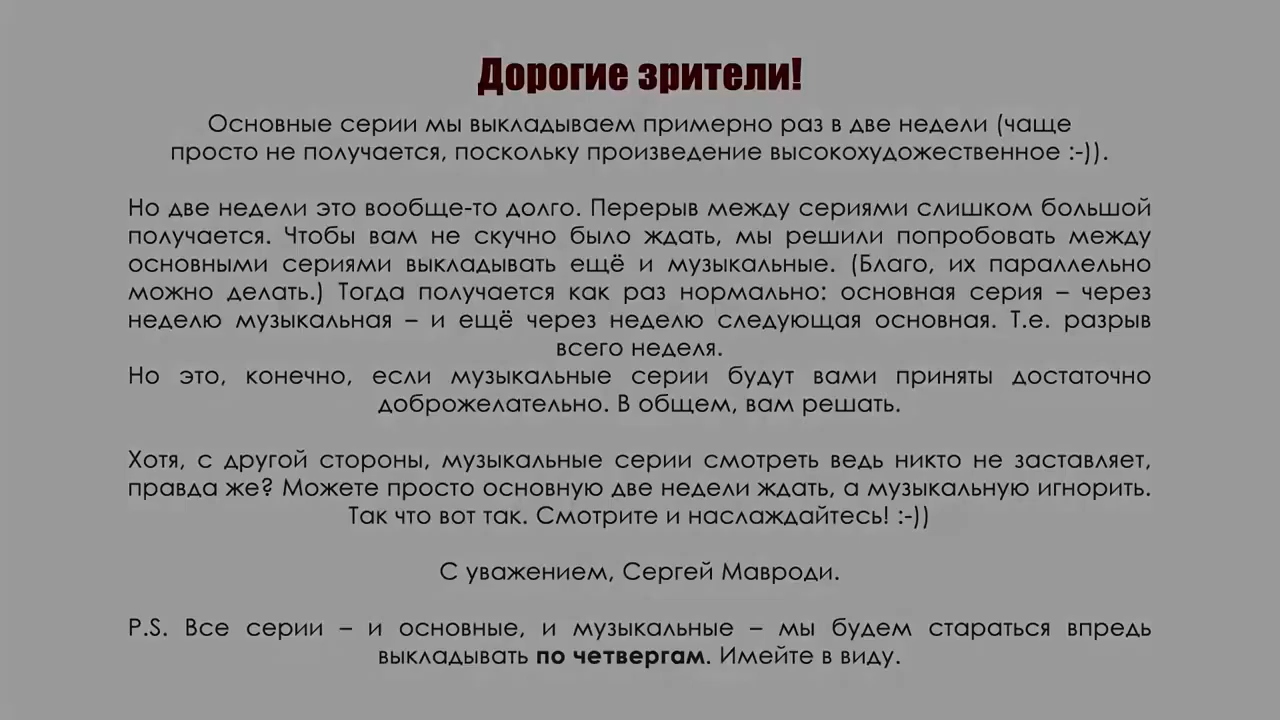 Дорогие зрители!
Основные серии мы выкладываем примерно раз в две недели (чаще
просто не получается, поскольку произведение высокохудожественное :-)).
Но две недели это вообще-то долго. Перерыв между сериями слишком большой
получается. Чтобы вам не скучно было ждать, мы решили попробовать между
основными сериями выкладывать ещё и музыкальные. (Благо, их параллельно
можно делать.) Тогда получается как раз нормально: основная серия – через
неделю музыкальная – и ещё через неделю следующая основная. Т.е. разрыв
всего неделя.
Но это, конечно, если музыкальные серии будут вами приняты достаточно
доброжелательно. В общем, вам решать.
Хотя, с другой стороны, музыкальные серии смотреть ведь никто не заставляет,
правда же? Можете просто основную две недели ждать, а музыкальную игнорить.
Так что вот так. Смотрите и наслаждайтесь! :-))
С уважением, Сергей Мавроди.
P.S. Все серии – и основные, и музыкальные – мы будем стараться впредь
выкладывать по четвергам. Имейте в виду.